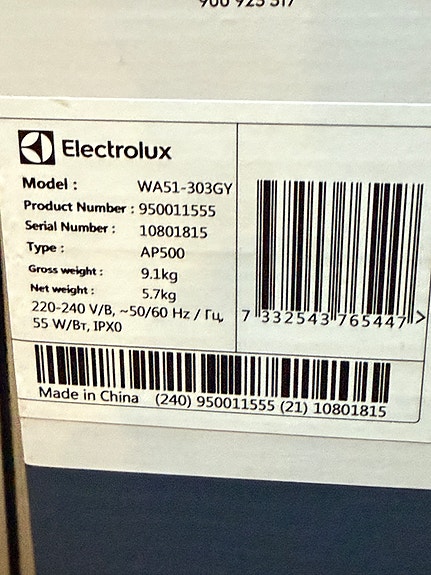 Electrolux
Model : WA51-303GY
Product Number : 950011555
Serial Number : 10801815
Type : AP500
Gross weight : 9.1kg
Net weight : 5.7kg
220-240 V/B, ~50/60 Hz / Гц,
55 W/Вт, IPX0
7 332543 765447 >
Made in China (240) 950011555 (21) 10801815